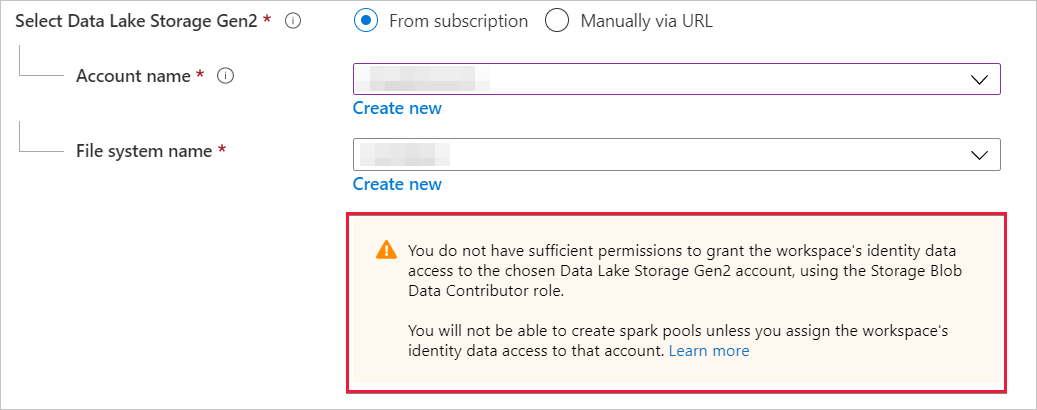 Select Data Lake Storage Gen2 * From subscription Manually via URL
Account name *
Create new
File system name *
Create new
You do not have sufficient permissions to grant the workspace's identity data
access to the chosen Data Lake Storage Gen2 account, using the Storage Blob
Data Contributor role.
You will not be able to create spark pools unless you assign the workspace's
identity data access to that account. Learn more